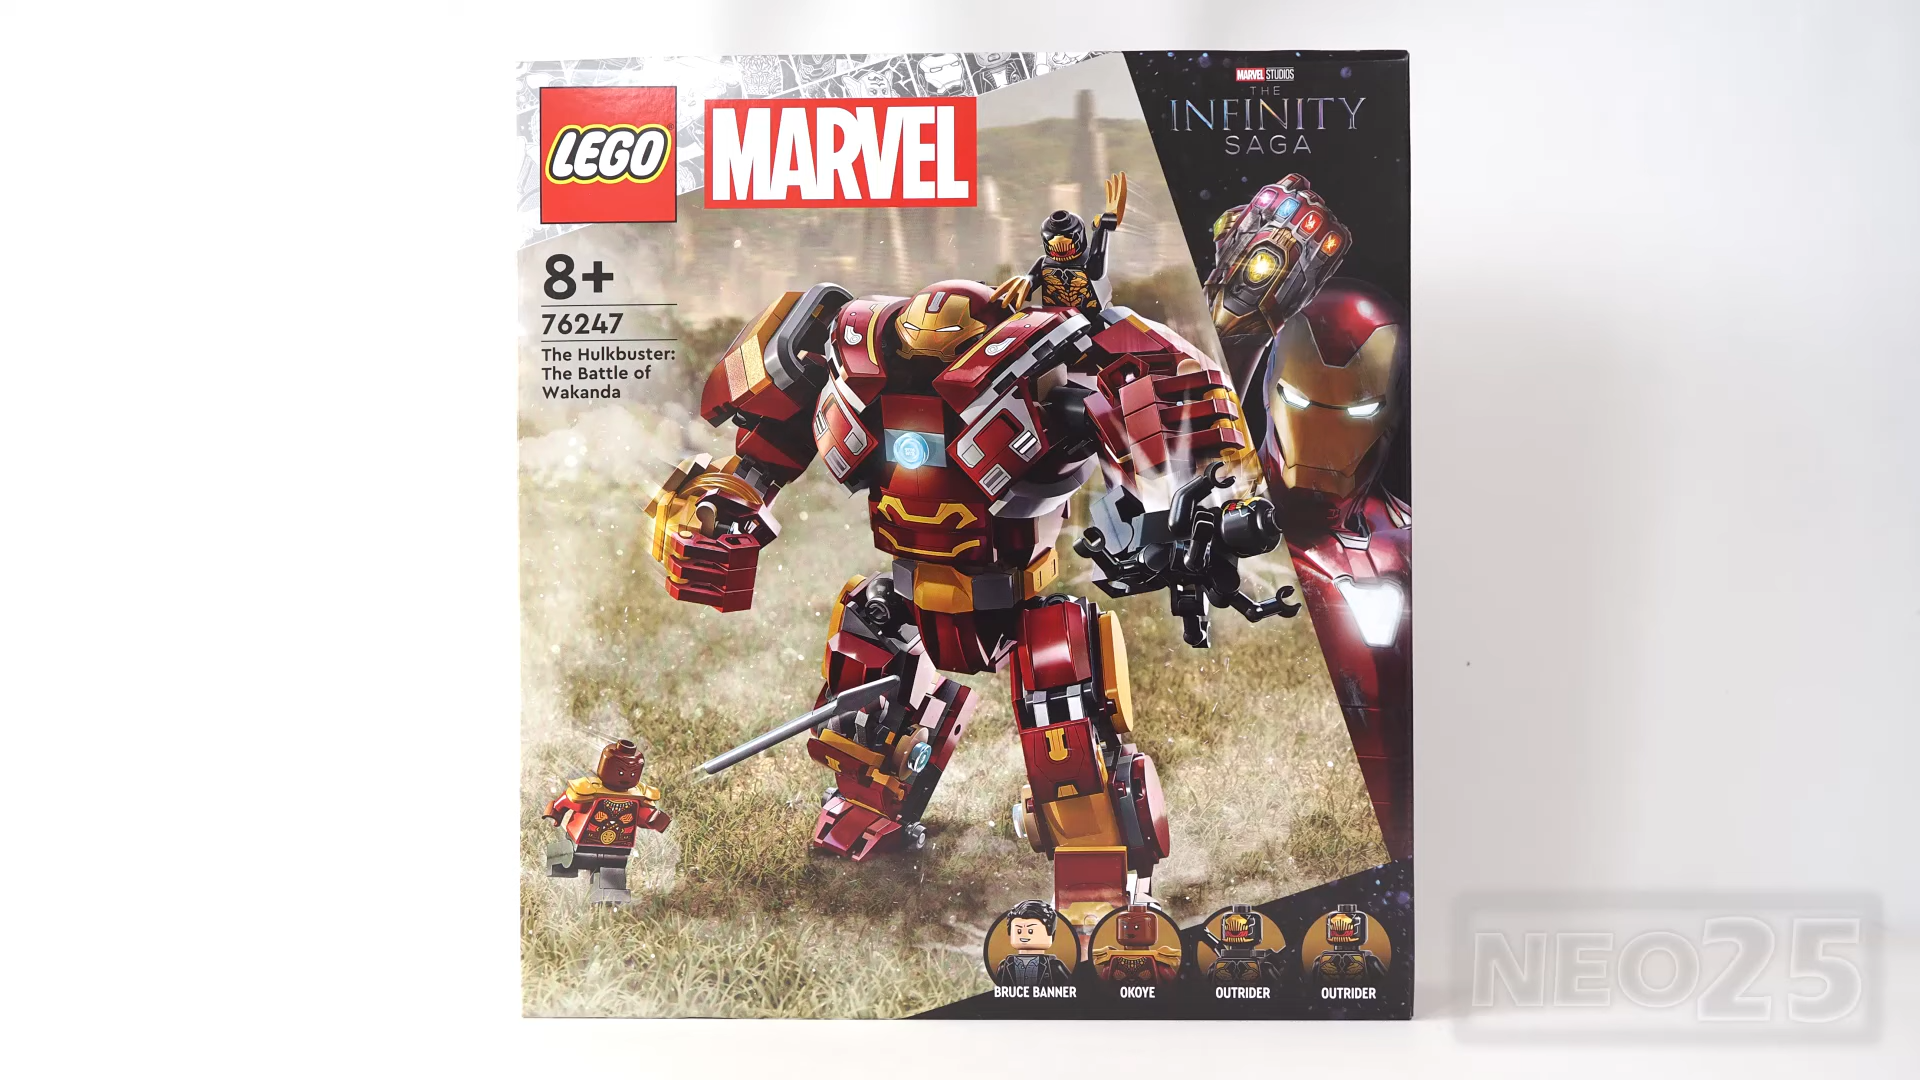 LEGO
MARVEL
MARVEL STUDIOS
THE
INFINITY
SAGA
8+
76247
The Hulkbuster:
The Battle of
Wakanda
BRUCE BANNER
OKOYE
OUTRIDER
OUTRIDER
NEO25